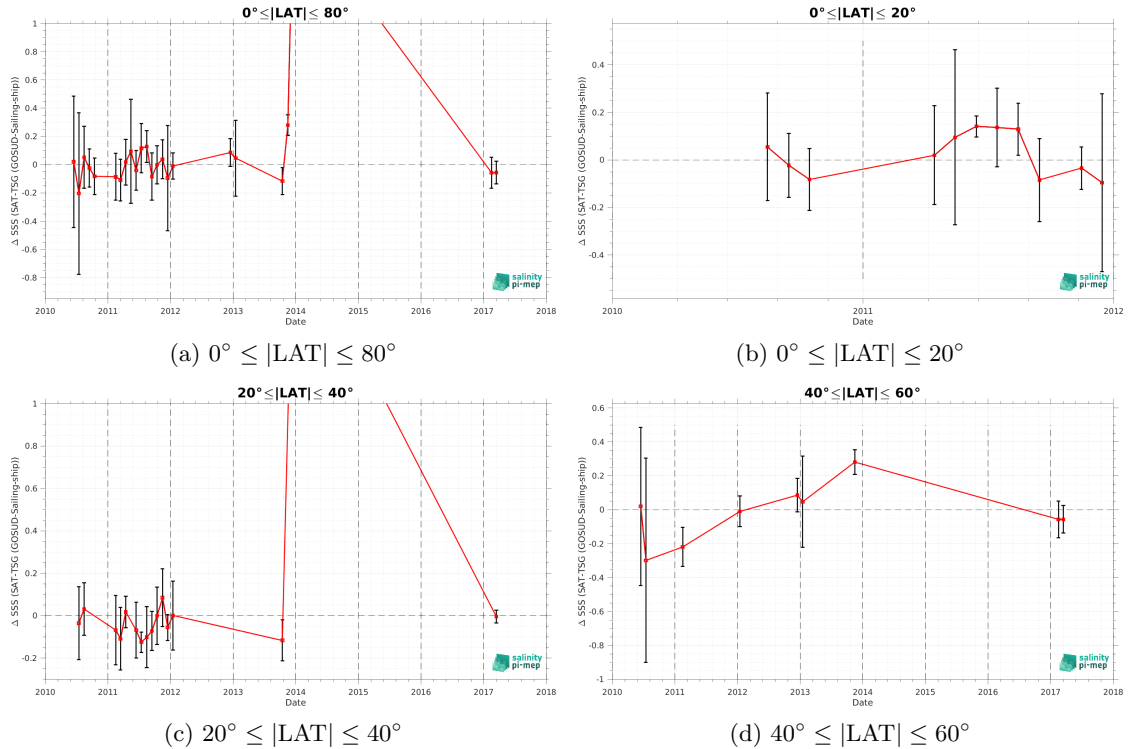 0°≤|LAT|≤ 80°
Δ SSS (SAT-TSG (GOSUD-Sailing-ship))
1
0.8
0.6
0.4
0.2
0
-0.2
-0.4
-0.6
-0.8
2010 2011 2012 2013 2014 2015 2016 2017 2018
Date
salinity
pi-mep
(a) 0° ≤ |LAT| ≤ 80°
0°≤|LAT|≤ 20°
Δ SSS (SAT-TSG (GOSUD-Sailing-ship))
0.4
0.2
0
-0.2
-0.4
2010 2011 2012
Date
salinity
pi-mep
(b) 0° ≤ |LAT| ≤ 20°
20°≤|LAT|≤ 40°
Δ SSS (SAT-TSG (GOSUD-Sailing-ship))
1
0.8
0.6
0.4
0.2
0
-0.2
2010 2011 2012 2013 2014 2015 2016 2017 2018
Date
salinity
pi-mep
(c) 20° ≤ |LAT| ≤ 40°
40°≤|LAT|≤ 60°
Δ SSS (SAT-TSG (GOSUD-Sailing-ship))
0.6
0.4
0.2
0
-0.2
-0.4
-0.6
-0.8
-1
2010 2011 2012 2013 2014 2015 2016 2017 2018
Date
salinity
pi-mep
(d) 40° ≤ |LAT| ≤ 60°